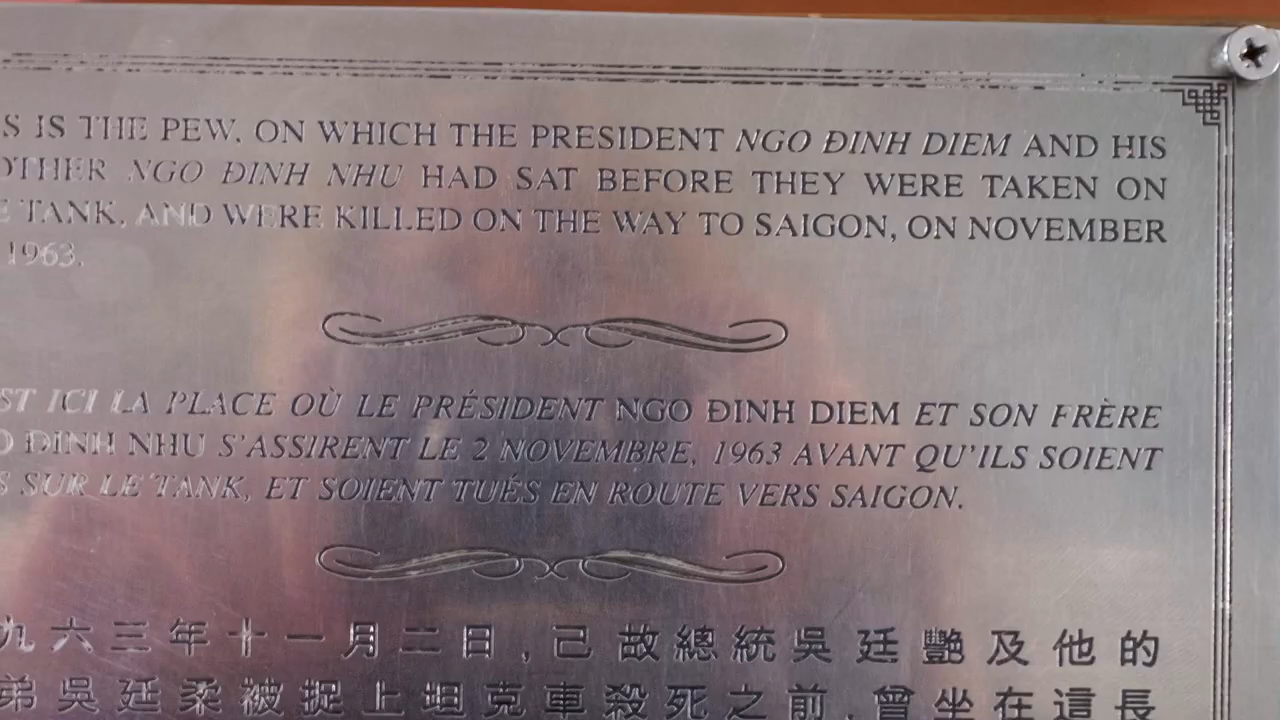 S IS THE PEW, ON WHICH THE PRESIDENT NGO ĐINH DIEM AND HIS
OTHER NGO ĐINH NHU HAD SAT BEFORE THEY WERE TAKEN ON
E TANK, AND WERE KILLED ON THE WAY TO SAIGON, ON NOVEMBER
1963.
ST ICI LA PLACE OÙ LE PRÉSIDENT NGO ĐINH DIEM ET SON FRÈRE
O ĐINH NHU S'ASSIRENT LE 2 NOVEMBRE, 1963 AVANT QU'ILS SOIENT
S SUR LE TANK, ET SOIENT TUÉS EN ROUTE VERS SAIGON.
九六三年十一月二日,己故總統吳廷艷及他的
弟吳廷柔被捉上坦克車殺死之前,曾坐在這長